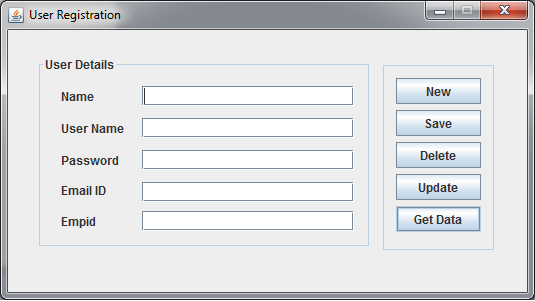 User Registration
User Details
Name
User Name
Password
Email ID
Empid
New
Save
Delete
Update
Get Data